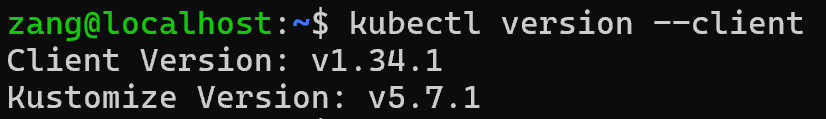 zang@localhost:~$ kubectl version --client
Client Version: v1.34.1
Kustomize Version: v5.7.1